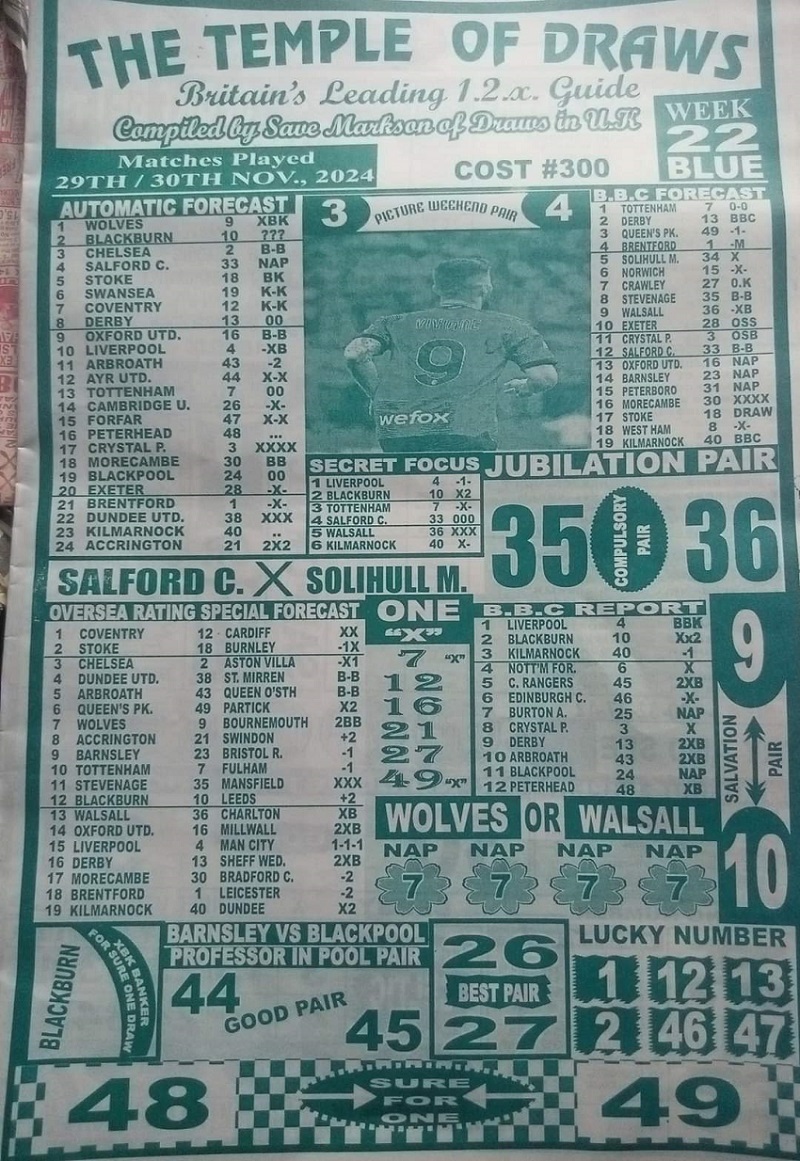 THE TEMPLE OF DRAWS
Britain's Leading 1.2.x. Guide
Compiled by Save Markson of Draws in U.K
WEEK
22
BLUE
Matches Played
29TH / 30TH NOV., 2024
COST #300
AUTOMATIC FORECAST
1 WOLVES 9 XBK
2 BLACKBURN 10 ???
3 CHELSEA 2 B-B
4 SALFORD C. 33 NAP
5 STOKE 18 BK
6 SWANSEA 19 K-K
7 COVENTRY 12 K-K
8 DERBY 13 00
9 OXFORD UTD. 16 B-B
10 LIVERPOOL 4 -XB
11 ARBROATH 43 -2
12 AYR UTD. 44 X-X
13 TOTTENHAM 7 00
14 CAMBRIDGE U. 26 -X-
15 FORFAR 47 X-X
16 PETERHEAD 48 ...
17 CRYSTAL P. 3 XXXX
18 MORECAMBE 30 BB
19 BLACKPOOL 24 00
20 EXETER 28 -X-
21 BRENTFORD 1 -X-
22 DUNDEE UTD. 38 XXX
23 KILMARNOCK 40 ..
24 ACCRINGTON 21 2X2
3 PICTURE WEEKEND PAIR 4
9
wefox
B.B.C FORECAST
1 TOTTENHAM 7 0-0
2 DERBY 13 BBC
3 QUEEN'S PK. 49 -1-
4 BRENTFORD 1 -M
5 SOLIHULL M. 34 X
6 NORWICH 15 -X-
7 CRAWLEY 27 0.K
8 STEVENAGE 35 B-B
9 WALSALL 36 -XB
10 EXETER 28 OSS
11 CRYSTAL P. 3 OSB
12 SALFORD C. 33 B-B
13 OXFORD UTD. 16 NAP
14 BARNSLEY 23 NAP
15 PETERBORO 31 NAP
16 MORECAMBE 30 XXXX
17 STOKE 18 DRAW
18 WEST HAM 8 -X-
19 KILMARNOCK 40 BBC
SECRET FOCUS
1 LIVERPOOL 4 -1-
2 BLACKBURN 10 X2
3 TOTTENHAM 7 -X-
4 SALFORD C. 33 000
5 WALSALL 36 XXX
6 KILMARNOCK 40 X-
JUBILATION PAIR
35 COMPULSORY PAIR 36
SALFORD C. X SOLIHULL M.
OVERSEA RATING SPECIAL FORECAST
1 COVENTRY 12 CARDIFF XX
2 STOKE 18 BURNLEY -1X
3 CHELSEA 2 ASTON VILLA -X1
4 DUNDEE UTD. 38 ST. MIRREN B-B
5 ARBROATH 43 QUEEN O'STH B-B
6 QUEEN'S PK. 49 PARTICK X2
7 WOLVES 9 BOURNEMOUTH 2BB
8 ACCRINGTON 21 SWINDON +2
9 BARNSLEY 23 BRISTOL R. -1
10 TOTTENHAM 7 FULHAM -1
11 STEVENAGE 35 MANSFIELD XXX
12 BLACKBURN 10 LEEDS +2
13 WALSALL 36 CHARLTON XB
14 OXFORD UTD. 16 MILLWALL 2XB
15 LIVERPOOL 4 MAN CITY 1-1-1
16 DERBY 13 SHEFF WED. 2XB
17 MORECAMBE 30 BRADFORD C. -2
18 BRENTFORD 1 LEICESTER -2
19 KILMARNOCK 40 DUNDEE X2
ONE
"X"
7 "X"
12
16
21
27
49 "X"
B.B.C REPORT
1 LIVERPOOL 4 BBK
2 BLACKBURN 10 Xx2
3 KILMARNOCK 40 -1
4 NOTT'M FOR. 6 X
5 C. RANGERS 45 2XB
6 EDINBURGH C. 46 -X-
7 BURTON A. 25 NAP
8 CRYSTAL P. 3 X
9 DERBY 13 2XB
10 ARBROATH 43 2XB
11 BLACKPOOL 24 NAP
12 PETERHEAD 48 XB
9
SALVATION PAIR
10
WOLVES OR WALSALL
NAP NAP NAP NAP
7 7 7 7
BLACKBURN
XBK BANKER
FOR SURE ONE DRAW
BARNSLEY VS BLACKPOOL
PROFESSOR IN POOL PAIR
44 GOOD PAIR 45
26
BEST PAIR
27
LUCKY NUMBER
1 12 13
2 46 47
48 SURE FOR ONE 49